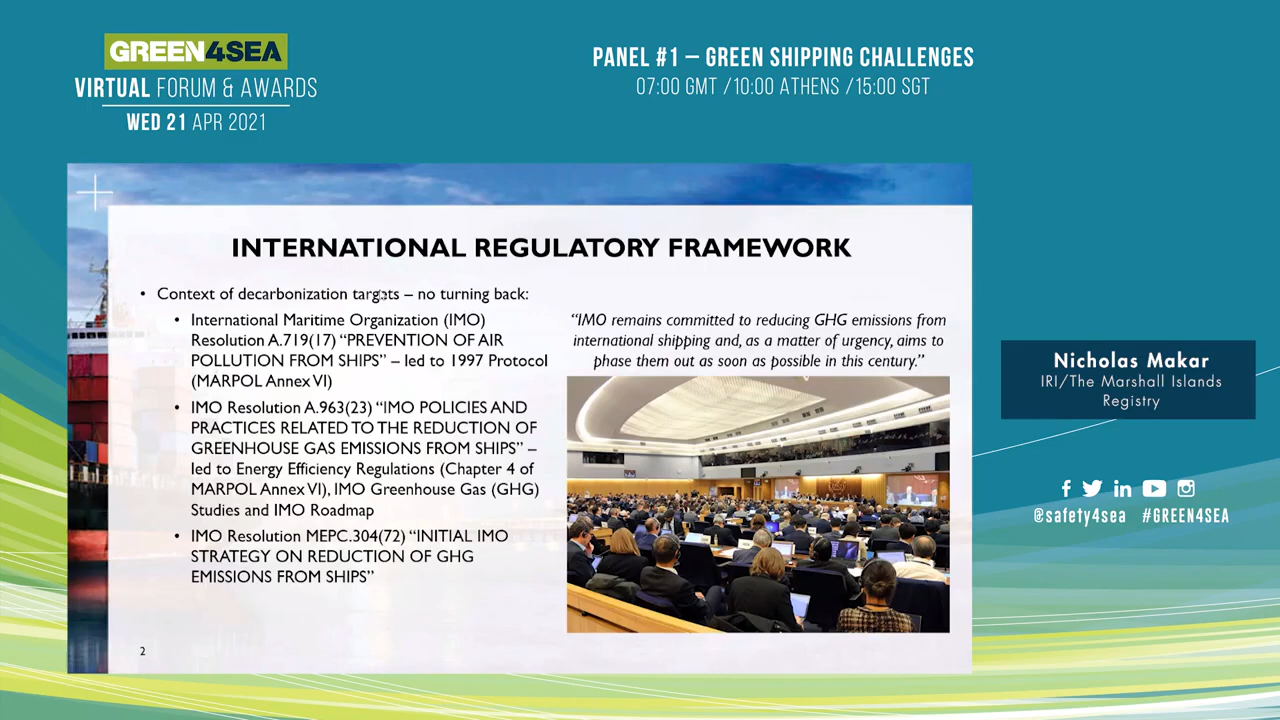 GREEN4SEA
VIRTUAL FORUM & AWARDS
WED 21 APR 2021
PANEL #1 – GREEN SHIPPING CHALLENGES
07:00 GMT /10:00 ATHENS /15:00 SGT
INTERNATIONAL REGULATORY FRAMEWORK
• Context of decarbonization targets – no turning back:
• International Maritime Organization (IMO)
Resolution A.719(17) “PREVENTION OF AIR
POLLUTION FROM SHIPS” – led to 1997 Protocol
(MARPOL Annex VI)
• IMO Resolution A.963(23) “IMO POLICIES AND
PRACTICES RELATED TO THE REDUCTION OF
GREENHOUSE GAS EMISSIONS FROM SHIPS” –
led to Energy Efficiency Regulations (Chapter 4 of
MARPOL Annex VI), IMO Greenhouse Gas (GHG)
Studies and IMO Roadmap
• IMO Resolution MEPC.304(72) “INITIAL IMO
STRATEGY ON REDUCTION OF GHG
EMISSIONS FROM SHIPS”
“IMO remains committed to reducing GHG emissions from
international shipping and, as a matter of urgency, aims to
phase them out as soon as possible in this century.”
2
Nicholas Makar
IRI/The Marshall Islands
Registry
@safety4sea #GREEN4SEA